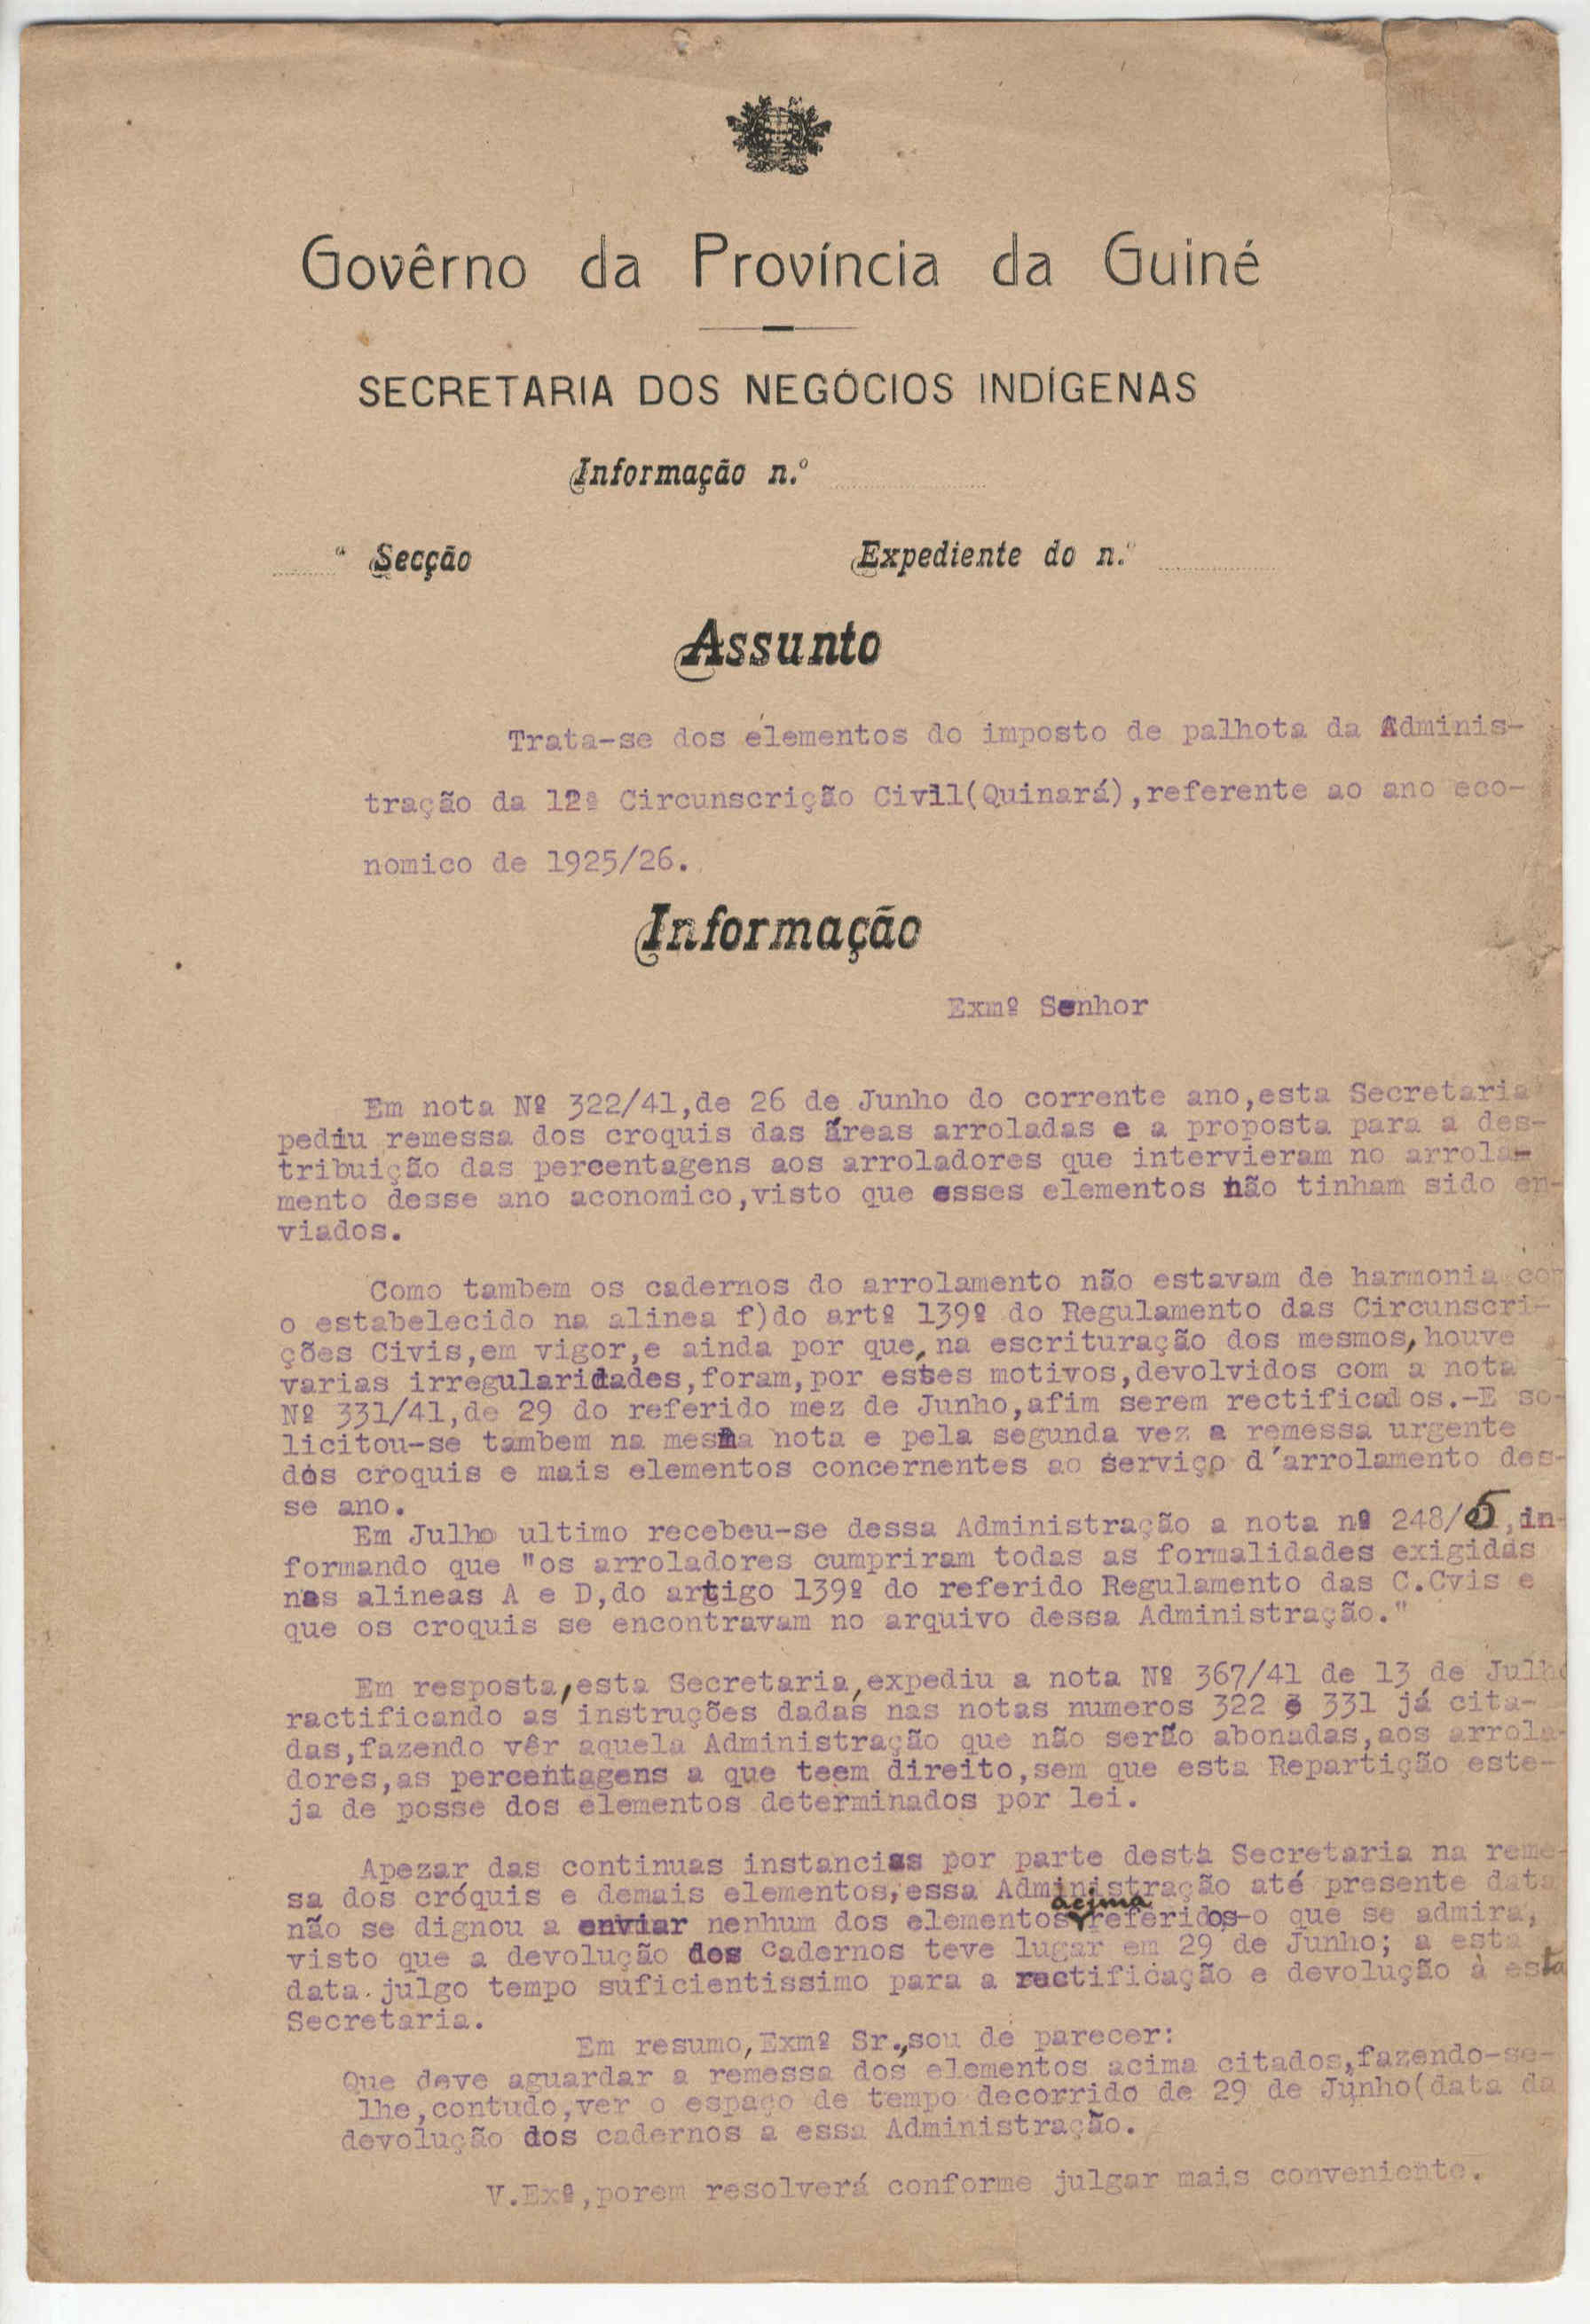 Govêrno da Província da Guiné
SECRETARIA DOS NEGÓCIOS INDÍGENAS
Informação n.º
ª Secção Expediente do n.º
Assunto
Trata-se dos elementos do imposto de palhota da Adminis-
tração da 12ª Circunscrição Civil(Quinará),referente ao ano eco-
nomico de 1925/26.
Informação
Exmº Senhor
Em nota Nº 322/41,de 26 de Junho do corrente ano,esta Secretaria
pediu remessa dos croquis das áreas arroladas e a proposta para a des-
tribuição das percentagens aos arroladores que intervieram no arrola-
mento desse ano aconomico,visto que esses elementos não tinham sido en-
viados.
Como tambem os cadernos do arrolamento não estavam de harmonia com
o estabelecido na alinea f)do artº 139º do Regulamento das Circunscri-
ções Civis,em vigor,e ainda por que,na escrituração dos mesmos,houve
varias irregularidades,foram,por estes motivos,devolvidos com a nota
Nº 331/41,de 29 do referido mez de Junho,afim serem rectificados.-E so-
licitou-se tambem na mesma nota e pela segunda vez a remessa urgente
dos croquis e mais elementos concernentes ao serviço d'arrolamento des-
se ano.
Em Julho ultimo recebeu-se dessa Administração a nota nº 248/5,in-
formando que "os arroladores cumpriram todas as formalidades exigidas
nas alineas A e D,do artigo 139º do referido Regulamento das C.Cvis e
que os croquis se encontravam no arquivo dessa Administração."
Em resposta,esta Secretaria,expediu a nota Nº 367/41 de 13 de Julho
ractificando as instruções dadas nas notas numeros 322 e 331 já cita-
das,fazendo vêr aquela Administração que não serão abonadas,aos arrola-
dores,as percentagens a que teem direito,sem que esta Repartição este-
ja de posse dos elementos determinados por lei.
Apezar das continuas instancias por parte desta Secretaria na reme-
sa dos cróquis e demais elementos,essa Administração até presente data
não se dignou a enviar nenhum dos elementos acima referidos-o que se admira,
visto que a devolução dos Cadernos teve lugar em 29 de Junho; a esta
data julgo tempo suficientissimo para a ractificação e devolução à esta
Secretaria.
Em resumo,Exmº Sr.,sou de parecer:
Que deve aguardar a remessa dos elementos acima citados,fazendo-se-
lhe,contudo,ver o espaço de tempo decorrido de 29 de Junho(data da
devolução dos cadernos a essa Administração.
V.Exª,porem resolverá conforme julgar mais conveniente.